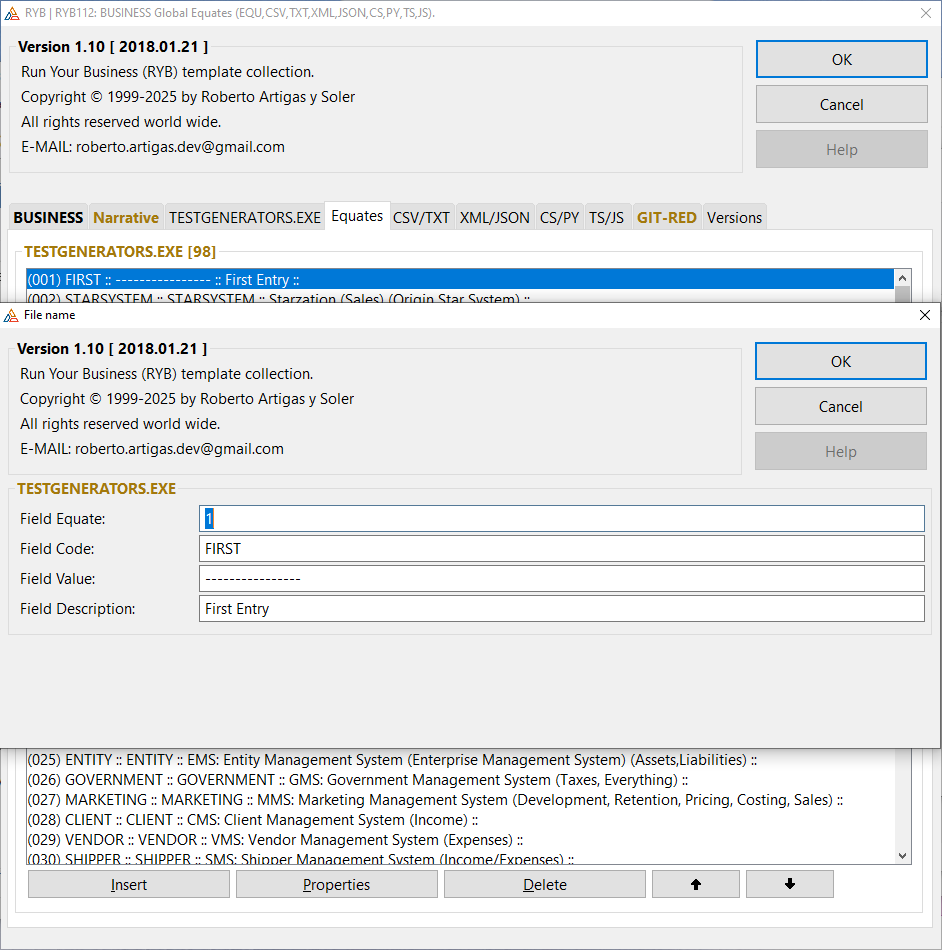 RYB | RYB112: BUSINESS Global Equates (EQU,CSV,TXT,XML,JSON,CS,PY,TS,JS).
Version 1.10 [ 2018.01.21 ]
Run Your Business (RYB) template collection.
Copyright © 1999-2025 by Roberto Artigas y Soler
All rights reserved world wide.
E-MAIL: roberto.artigas.dev@gmail.com
OK
Cancel
Help
BUSINESS Narrative TESTGENERATORS.EXE Equates CSV/TXT XML/JSON CS/PY TS/JS GIT-RED Versions
TESTGENERATORS.EXE [98]
(001) FIRST :: ---------------- :: First Entry ::
(002) STARSYSTEM :: STARSYSTEM :: Starzation (Sales) (Origin Star System) ::
File name
Version 1.10 [ 2018.01.21 ]
Run Your Business (RYB) template collection.
Copyright © 1999-2025 by Roberto Artigas y Soler
All rights reserved world wide.
E-MAIL: roberto.artigas.dev@gmail.com
OK
Cancel
Help
TESTGENERATORS.EXE
Field Equate: 1
Field Code: FIRST
Field Value: ----------------
Field Description: First Entry
(025) ENTITY :: ENTITY :: EMS: Entity Management System (Enterprise Management System) (Assets,Liabilities) ::
(026) GOVERNMENT :: GOVERNMENT :: GMS: Government Management System (Taxes, Everything) ::
(027) MARKETING :: MARKETING :: MMS: Marketing Management System (Development, Retention, Pricing, Costing, Sales) ::
(028) CLIENT :: CLIENT :: CMS: Client Management System (Income) ::
(029) VENDOR :: VENDOR :: VMS: Vendor Management System (Expenses) ::
(030) SHIPPER :: SHIPPER :: SMS: Shipper Management System (Income/Expenses) ::
Insert Properties Delete